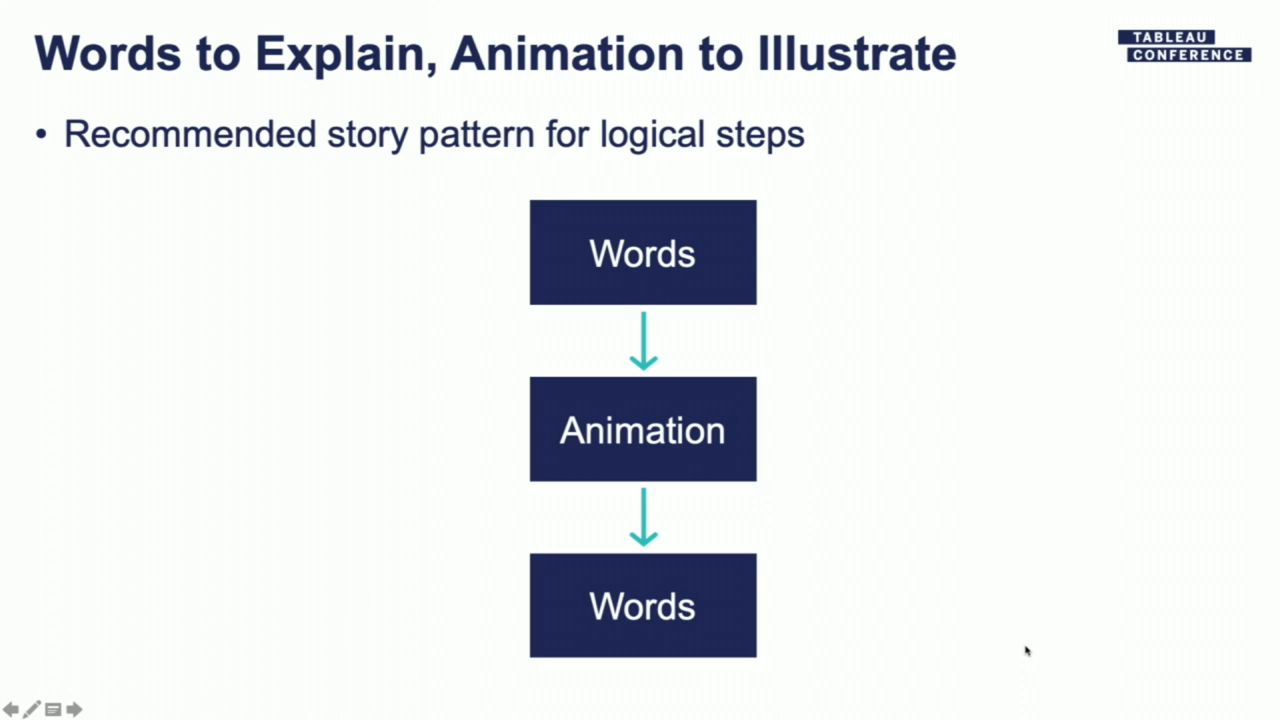 Words to Explain, Animation to Illustrate
TABLEAU
CONFERENCE
• Recommended story pattern for logical steps
Words
Animation
Words